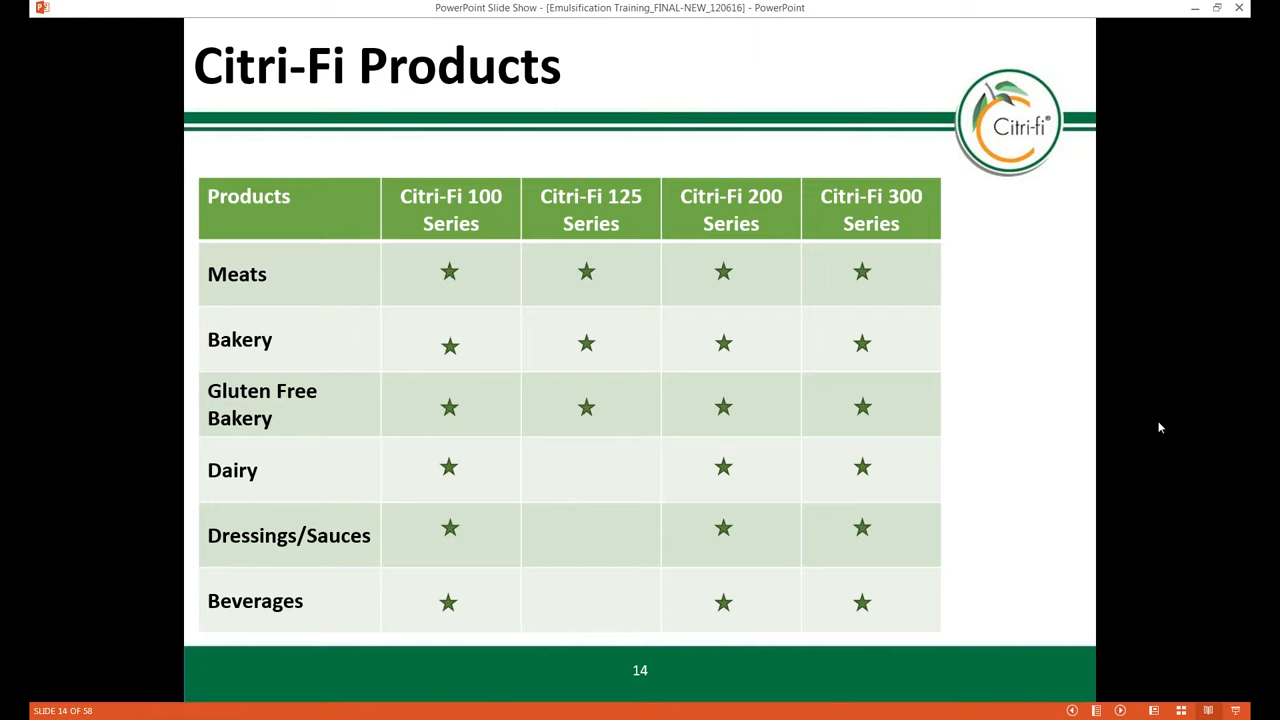 PowerPoint Slide Show - [Emulsification Training_FINAL-NEW_120616] - PowerPoint
Citri-Fi Products
Citri-fi®
Products
Citri-Fi 100
Series
Citri-Fi 125
Series
Citri-Fi 200
Series
Citri-Fi 300
Series
Meats
Bakery
Gluten Free
Bakery
Dairy
Dressings/Sauces
Beverages
14
SLIDE 14 OF 58